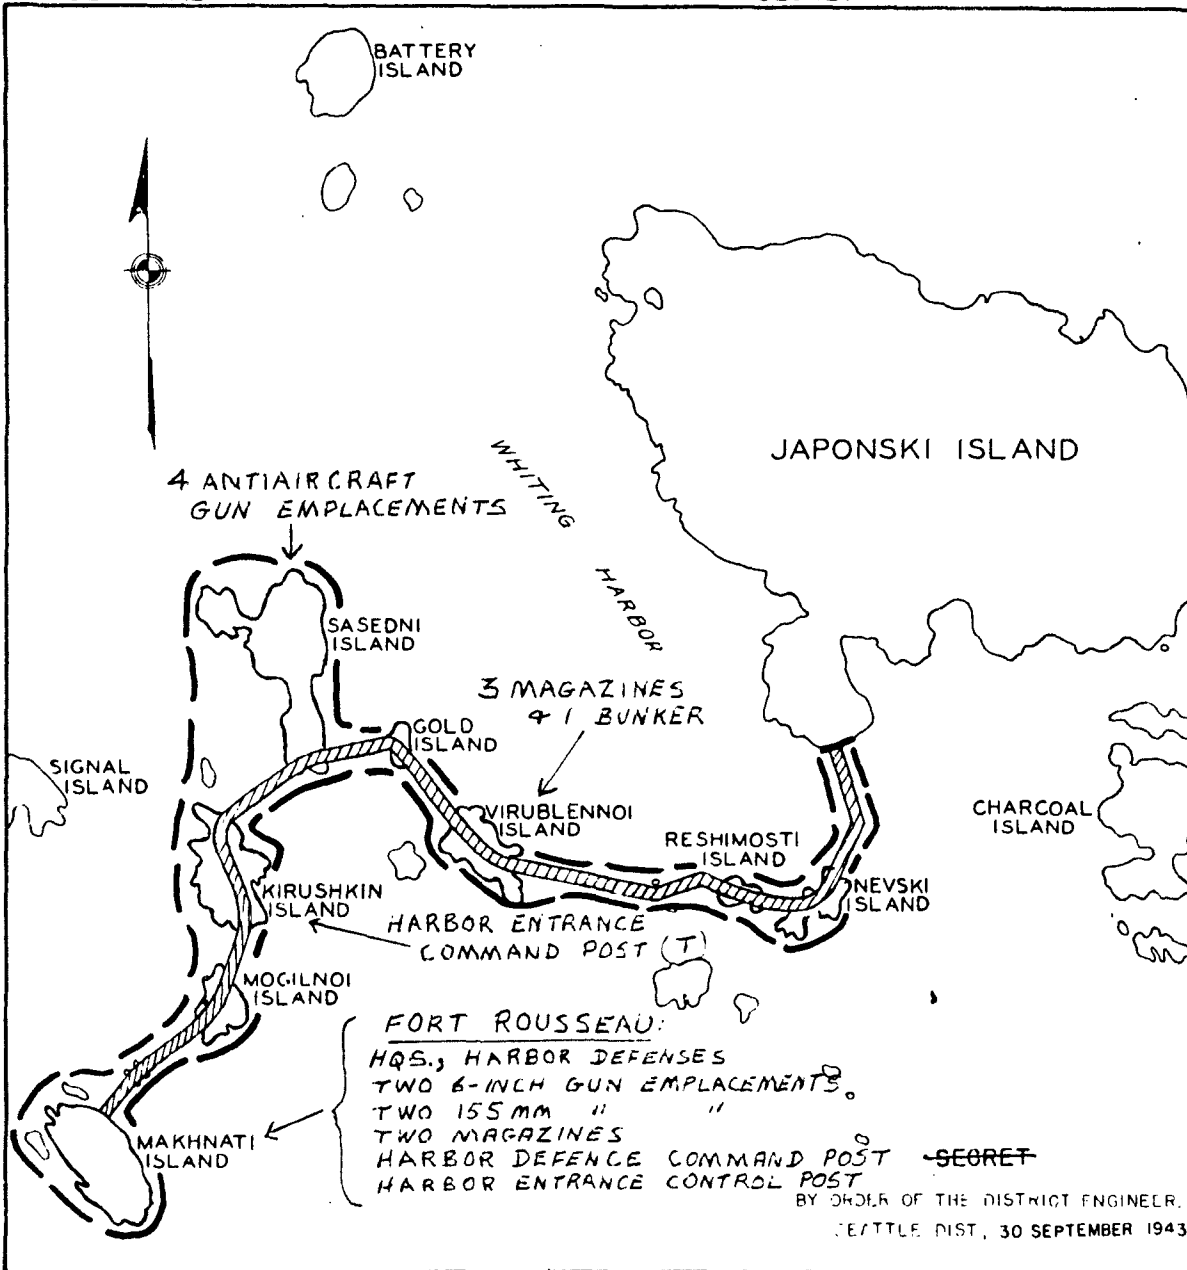 BATTERY
ISLAND
JAPONSKI ISLAND
WHITING
HARBOR
4 ANTIAIRCRAFT
GUN EMPLACEMENTS
SASEDNI
ISLAND
3 MAGAZINES
& 1 BUNKER
GOLD
ISLAND
SIGNAL
ISLAND
VIRUBLENNOI
ISLAND
CHARCOAL
ISLAND
RESHIMOSTI
ISLAND
KIRUSHKIN
ISLAND
NEVSKI
ISLAND
HARBOR ENTRANCE
COMMAND POST (T)
MOGILNOI
ISLAND
FORT ROUSSEAU:
HQS., HARBOR DEFENSES
TWO 6-INCH GUN EMPLACEMENTS
TWO 155 MM " "
TWO MAGAZINES
MAKHNATI
ISLAND
HARBOR DEFENCE COMMAND POST
SECRET
HARBOR ENTRANCE CONTROL POST
BY ORDER OF THE DISTRICT ENGINEER.
SEATTLE DIST, 30 SEPTEMBER 1943